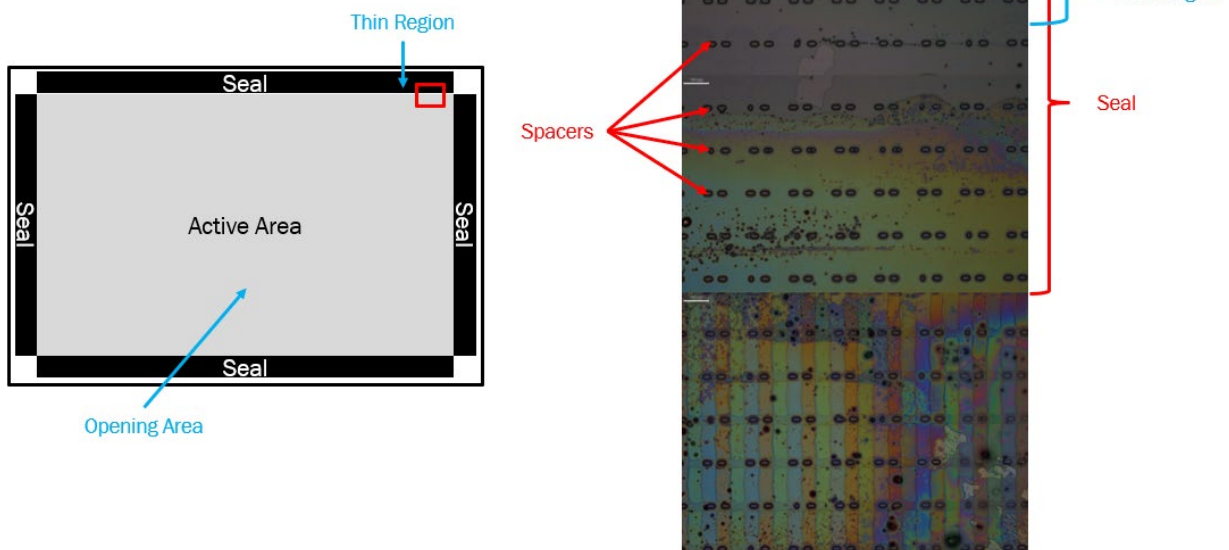 Thin Region
Seal
Spacers
Seal
Seal
Active Area
Seal
Seal
Opening Area